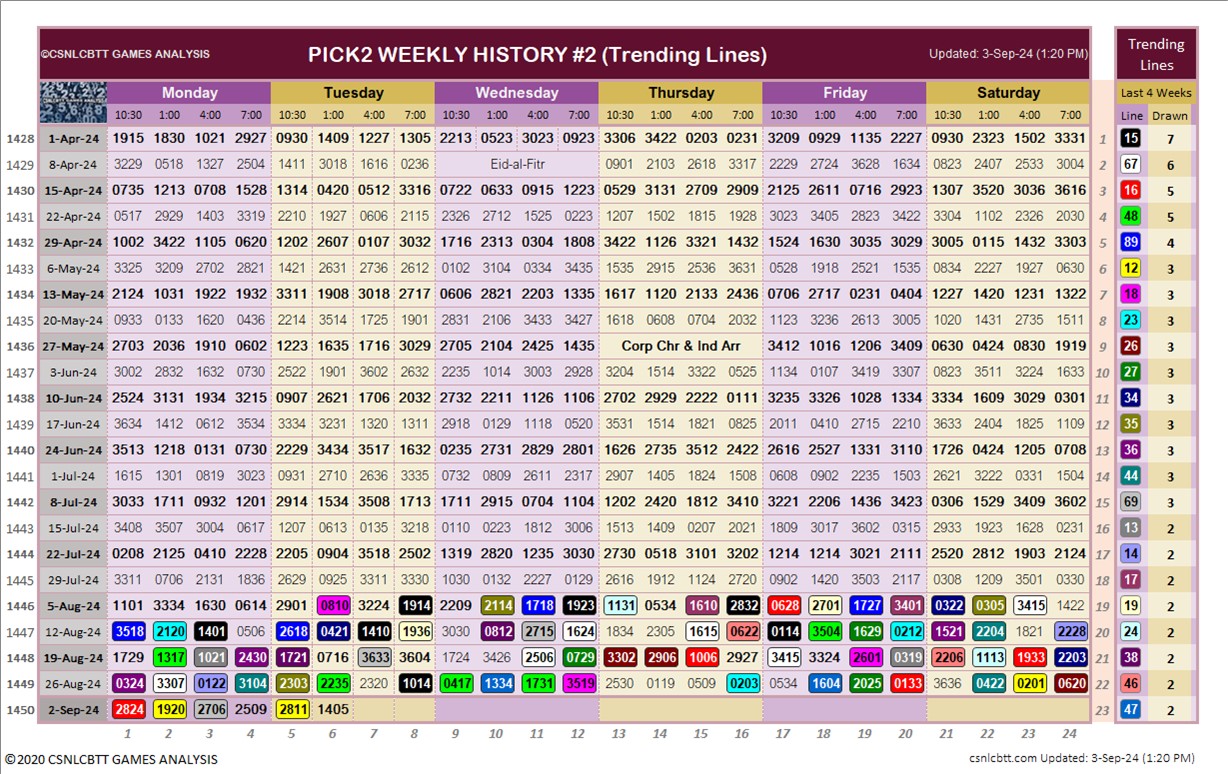 ©CSNLCBTT GAMES ANALYSIS PICK2 WEEKLY HISTORY #2 (Trending Lines) Updated: 3-Sep-24 (1:20 PM) Trending Lines
Monday Tuesday Wednesday Thursday Friday Saturday Last 4 Weeks
10:30 1:00 4:00 7:00 10:30 1:00 4:00 7:00 10:30 1:00 4:00 7:00 10:30 1:00 4:00 7:00 10:30 1:00 4:00 7:00 10:30 1:00 4:00 7:00 Line Drawn
1428 1-Apr-24 1915 1830 1021 2927 0930 1409 1227 1305 2213 0523 3023 0923 3306 3422 0203 0231 3209 0929 1135 2227 0930 2323 1502 3331 1 15 7
1429 8-Apr-24 3229 0518 1327 2504 1411 3018 1616 0236 Eid-al-Fitr 0901 2103 2618 3317 2229 2724 3628 1634 0823 2407 2533 3004 2 67 6
1430 15-Apr-24 0735 1213 0708 1528 1314 0420 0512 3316 0722 0633 0915 1223 0529 3131 2709 2909 2125 2611 0716 2923 1307 3520 3036 3616 3 16 5
1431 22-Apr-24 0517 2929 1403 3319 2210 1927 0606 2115 2326 2712 1525 0223 1207 1502 1815 1928 3023 3405 2823 3422 3304 1102 2326 2030 4 48 5
1432 29-Apr-24 1002 3422 1105 0620 1202 2607 0107 3032 1716 2313 0304 1808 3422 1126 3321 1432 1524 1630 3035 3029 3005 0115 1432 3303 5 89 4
1433 6-May-24 3325 3209 2702 2821 1421 2631 2736 2614 0102 3104 0334 3435 1535 2915 2536 3631 0528 1918 2521 1535 0834 2227 1927 0630 6 12 3
1434 13-May-24 2124 1031 1922 1932 3311 1908 3018 2717 0606 2821 2203 1335 1617 1120 2133 2436 0706 2717 0231 0404 1227 1420 1231 1322 7 18 3
1435 20-May-24 0933 0133 1620 0436 2214 3514 1725 1901 2831 2106 3433 3427 1618 0608 0704 2032 1123 3236 2613 3005 1020 1431 2735 1511 8 23 3
1436 27-May-24 2703 2036 1910 0602 1223 1635 1716 3023 2705 2104 2425 1435 Corp Chr & Ind Arr 3412 1016 1206 3409 0630 0424 0830 1919 9 26 3
1437 3-Jun-24 3002 2832 1632 0730 2522 1901 3602 2632 2235 1014 3003 2928 3204 1514 3322 0525 1134 0107 3419 3307 0823 3511 3224 1633 10 27 3
1438 10-Jun-24 2524 3131 1934 3215 0907 2621 1706 2032 2732 2211 1126 1106 2702 2929 2222 0111 3235 3326 1028 1334 3334 1609 3029 0301 11 34 3
1439 17-Jun-24 3634 1412 0612 3534 3334 3231 1320 1311 2918 0129 1118 0520 3531 1514 1821 0825 2011 0410 2715 2210 3633 2404 1825 1109 12 35 3
1440 24-Jun-24 3513 1218 0131 0730 2229 3434 3517 1632 0235 2731 2829 2801 1626 2735 3512 2422 2616 2527 1331 3110 1726 0424 1205 0708 13 36 3
1441 1-Jul-24 1615 1301 0819 3023 0931 2710 2636 3333 0732 0809 2611 2317 2907 1405 1824 1508 0608 0902 2235 1503 2621 3222 0331 1504 14 44 3
1442 8-Jul-24 3033 1711 0932 1201 2914 1534 3508 1713 1711 2915 0704 1104 1202 2420 1812 3410 3221 2206 1436 3423 0306 1529 3409 3602 15 69 3
1443 15-Jul-24 3408 3507 3004 0617 1207 0613 0135 3218 0110 0223 1812 3006 1513 1409 0207 2021 1809 3017 3602 0315 2933 1923 1628 0231 16 13 2
1444 22-Jul-24 0208 2125 0410 2228 2205 0904 3518 2502 1319 2820 1235 3030 2730 0518 3101 3202 1214 1214 3021 2111 2520 2812 1903 2124 17 14 2
1445 29-Jul-24 3311 0706 2131 1836 2629 0925 3311 3330 1030 0132 2227 0129 2616 1912 1124 2720 0902 1420 3503 2117 0308 1209 3501 0330 18 17 2
1446 5-Aug-24 1101 3334 1630 0614 2901 0810 3224 1914 2209 2114 1718 1923 1131 0534 1610 2832 0628 2701 1727 3401 0322 0305 3415 1422 19 19 2
1447 12-Aug-24 3518 2120 1401 0506 2618 0421 1410 1936 3030 0812 2715 1624 1834 2305 1615 0622 0114 3504 1629 0212 1521 2204 1821 2228 20 24 2
1448 19-Aug-24 1729 1317 1021 2430 1721 0716 3633 3604 1724 3426 2506 0729 3302 2906 1006 2927 3415 3324 2601 0319 2206 1113 1933 2203 21 38 2
1449 26-Aug-24 0324 3307 0122 3104 2303 2235 2320 1014 0417 1334 1731 3519 2530 0119 0509 0203 0534 1604 2025 0133 3636 0422 0201 0620 22 46 2
1450 2-Sep-24 2824 1920 2706 2509 2811 1405 23 47 2
1 2 3 4 5 6 7 8 9 10 11 12 13 14 15 16 17 18 19 20 21 22 23 24
©2020 CSNLCBTT GAMES ANALYSIS csnlcbtt.com Updated: 3-Sep-24 (1:20 PM)